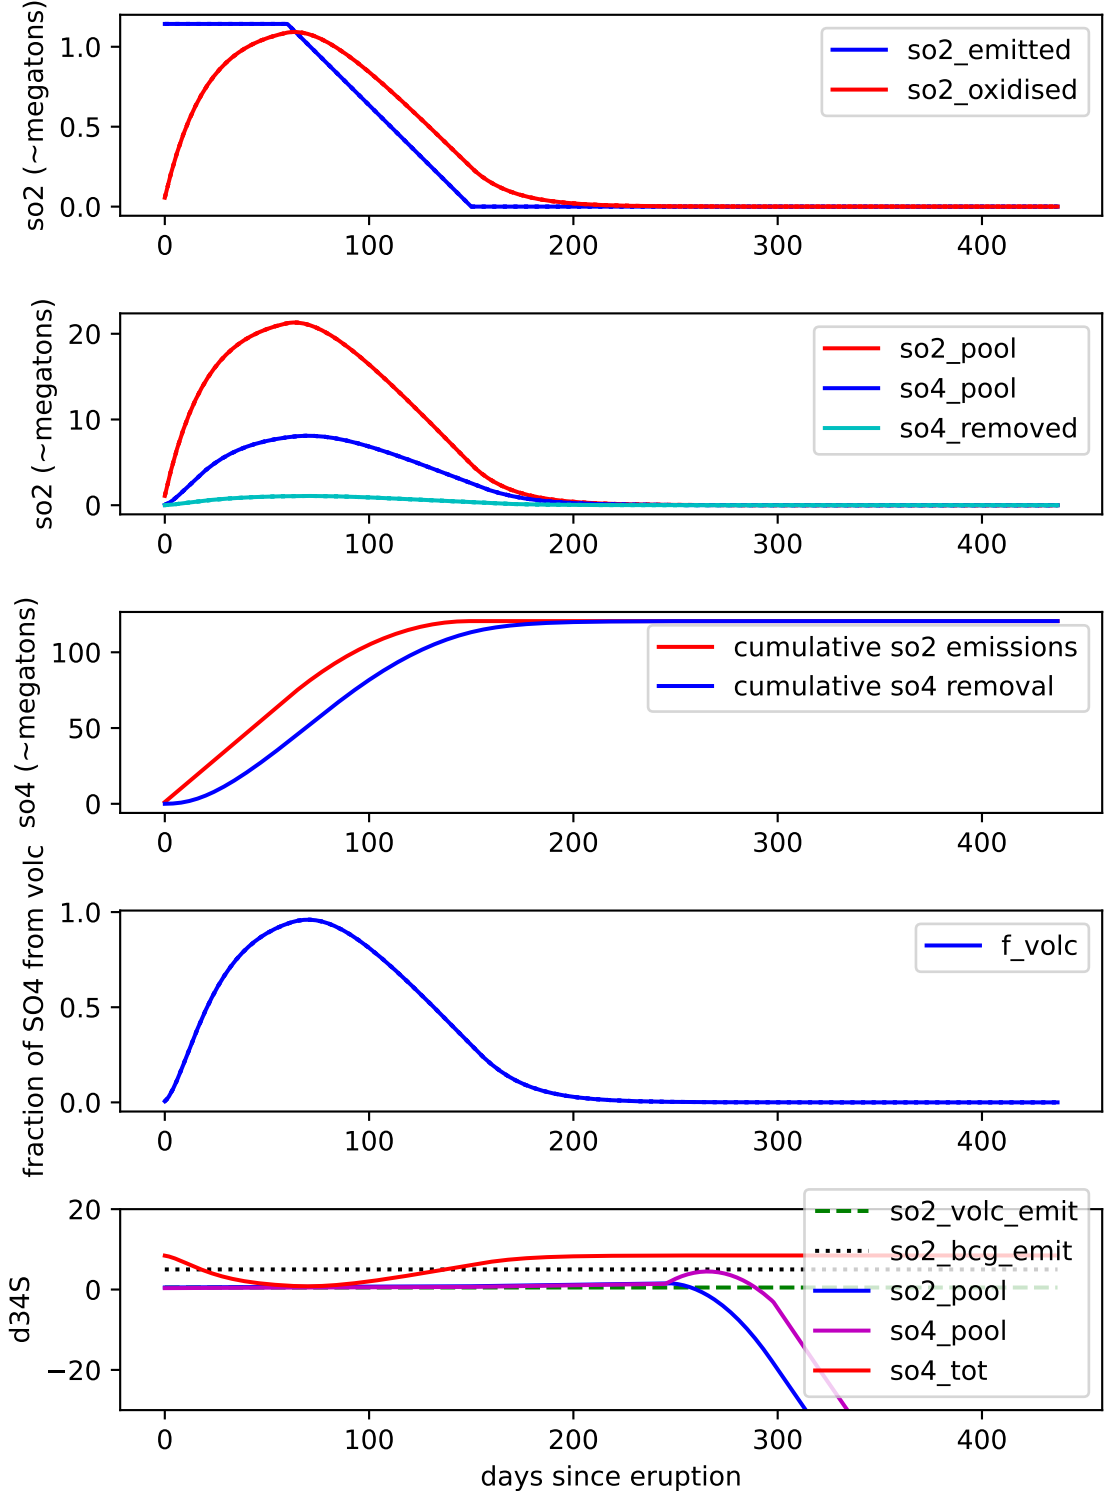 so2 (~megatons)
1.0
0.5
0.0
so2_emitted
so2_oxidised
0 100 200 300 400
so2 (~megatons)
20
10
0
so2_pool
so4_pool
so4_removed
0 100 200 300 400
so4 (~megatons)
100
50
0
cumulative so2 emissions
cumulative so4 removal
0 100 200 300 400
fraction of SO4 from volc
1.0
0.5
0.0
f_volc
0 100 200 300 400
d34S
20
0
−20
so2_volc_emit
so2_bcg_emit
so2_pool
so4_pool
so4_tot
0 100 200 300 400
days since eruption